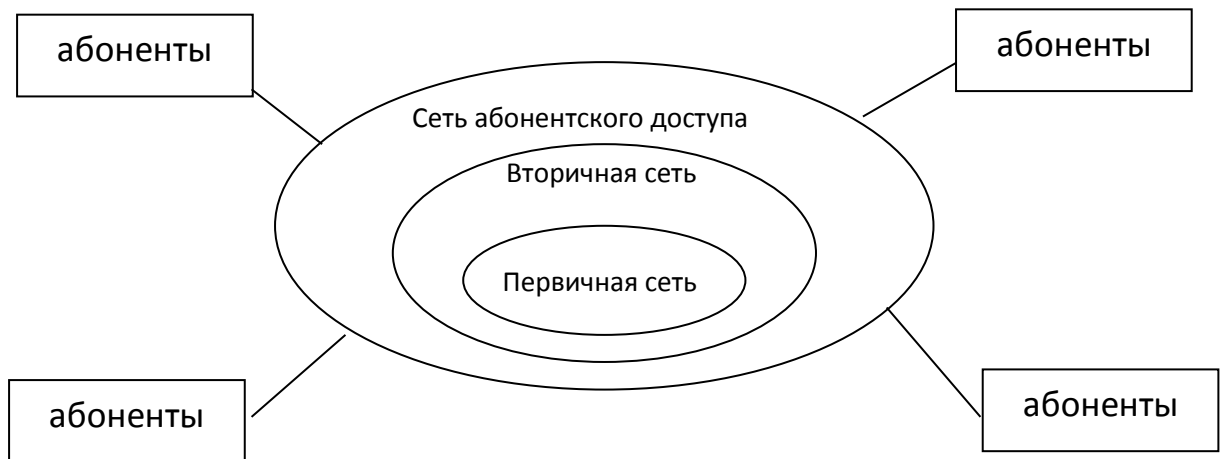 абоненты
абоненты
Сеть абонентского доступа
Вторичная сеть
Первичная сеть
абоненты
абоненты